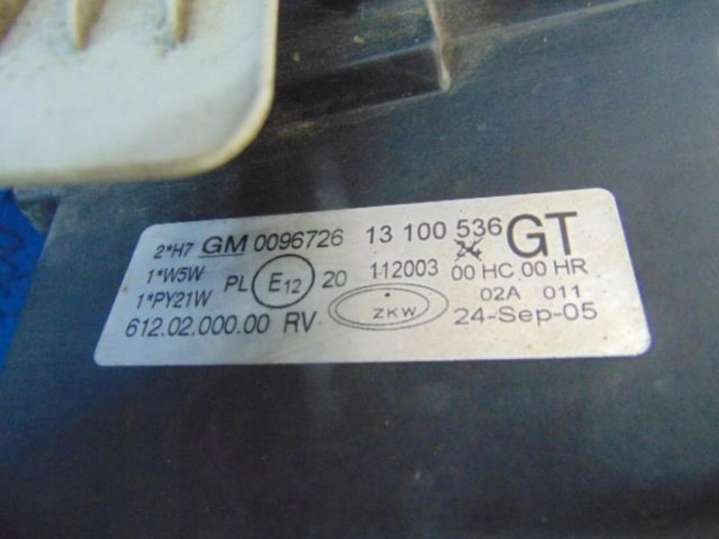 2*H7 GM 0096726 13 100 536 GT
1*W5W PL E12 20 112003 00 HC 00 HR
1*PY21W ZKW 02A 011
612.02.000.00 RV 24-Sep-05